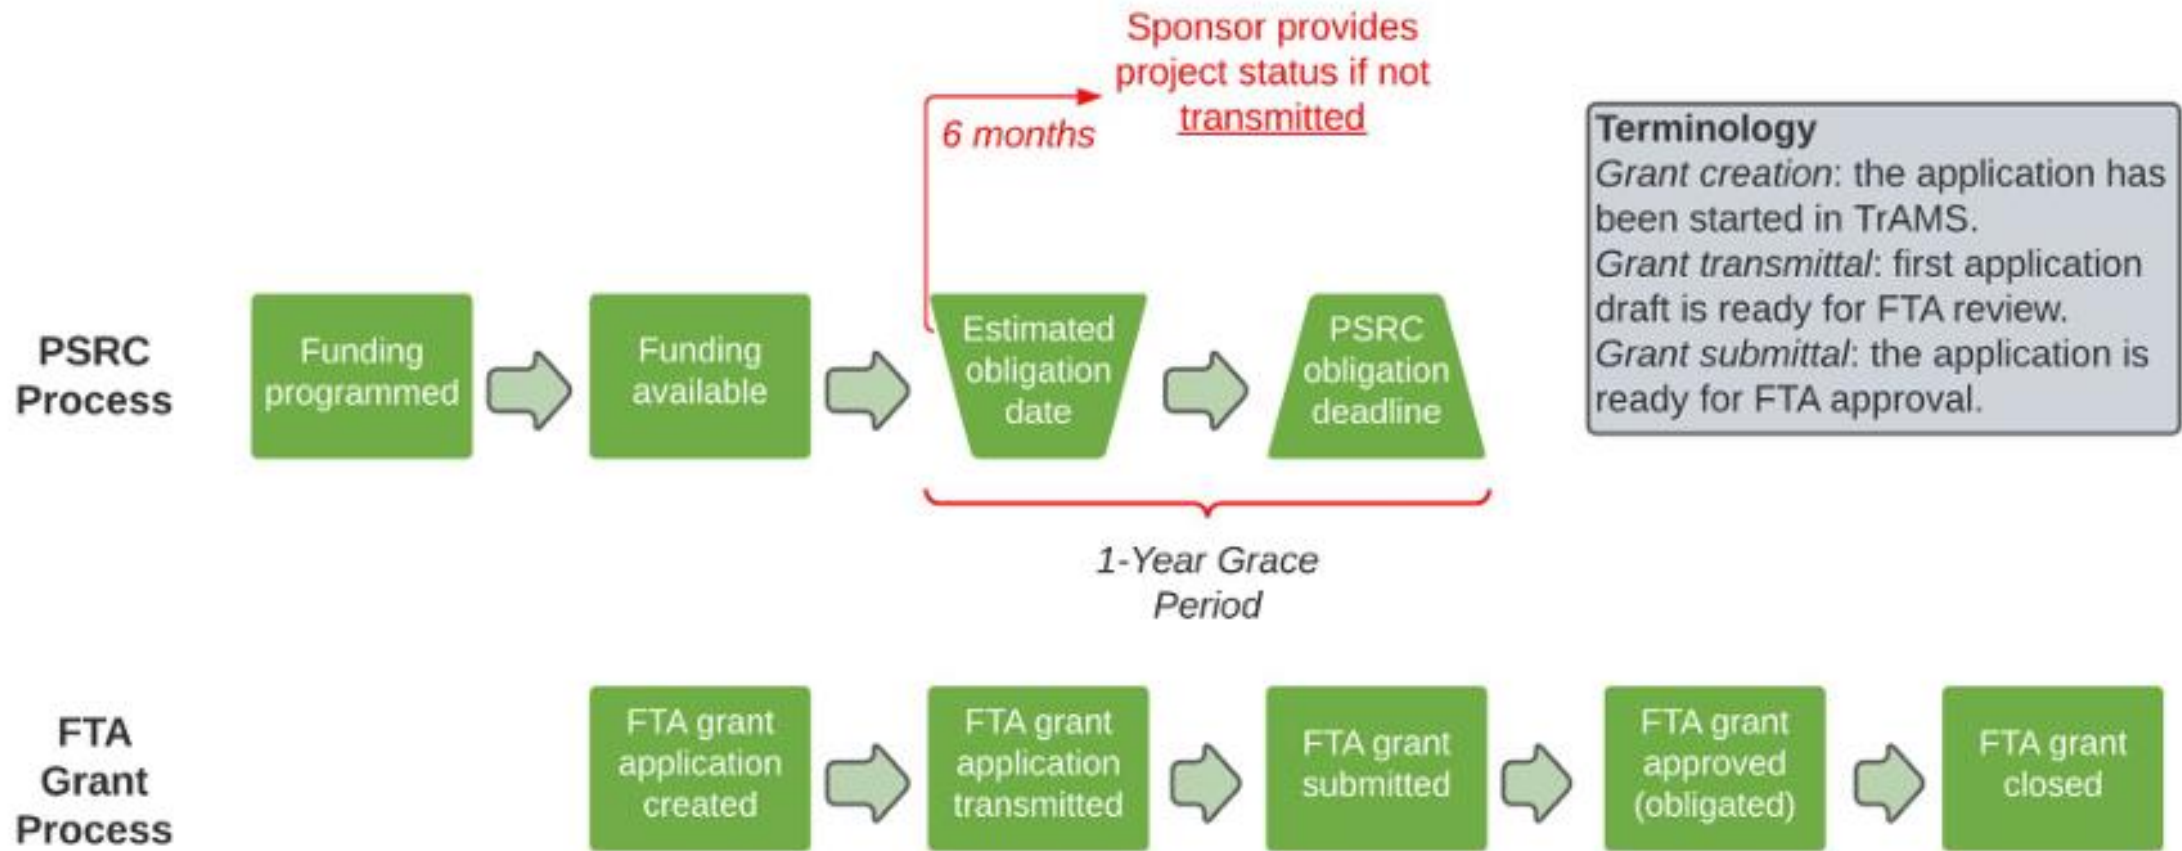 Sponsor provides
project status if not
transmitted
6 months
Terminology
Grant creation: the application has
been started in TrAMS.
Grant transmittal: first application
draft is ready for FTA review.
Grant submittal: the application is
ready for FTA approval.
PSRC
Process
Funding
programmed
Funding
available
Estimated
obligation
date
PSRC
obligation
deadline
1-Year Grace
Period
FTA
Grant
Process
FTA grant
application
created
FTA grant
application
transmitted
FTA grant
submitted
FTA grant
approved
(obligated)
FTA grant
closed